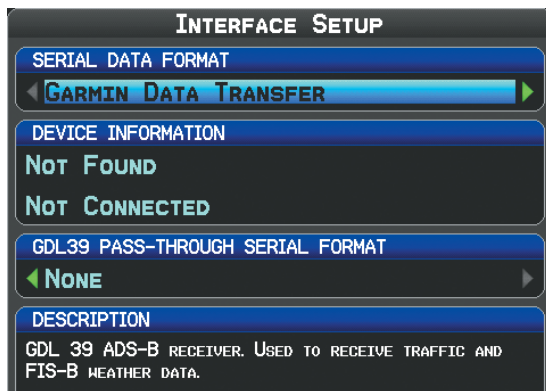 INTERFACE SETUP
SERIAL DATA FORMAT
GARMIN DATA TRANSFER
DEVICE INFORMATION
NOT FOUND
NOT CONNECTED
GDL39 PASS-THROUGH SERIAL FORMAT
NONE
DESCRIPTION
GDL 39 ADS-B RECEIVER. USED TO RECEIVE TRAFFIC AND
FIS-B WEATHER DATA.